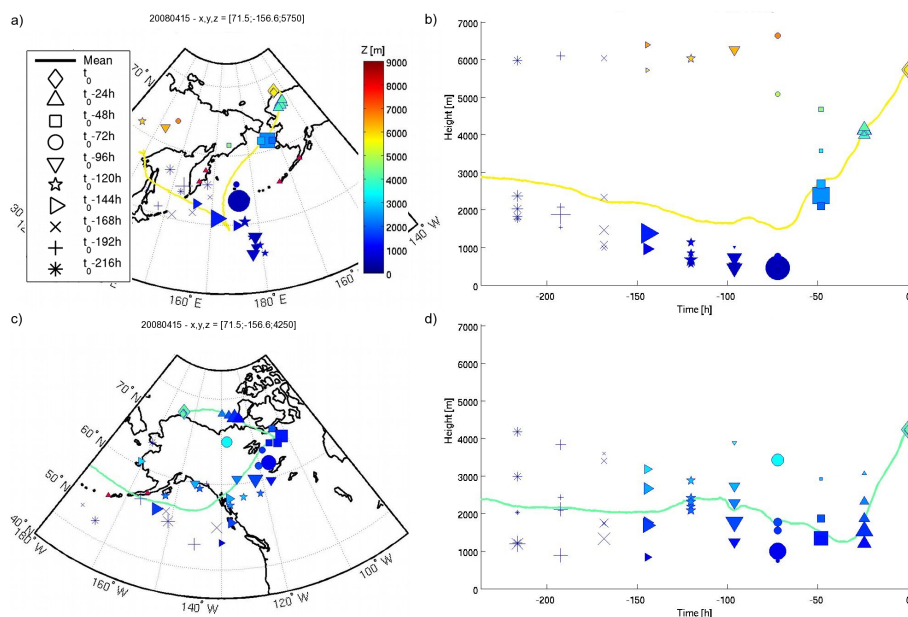 a)
20080415 - x,y,z = [71.5;-156.6;5750]
Z [m]
9000
8000
7000
6000
5000
4000
3000
2000
1000
0
Mean
t0
t0-24h
t0-48h
t0-72h
t0-96h
t0-120h
t0-144h
t0-168h
t0-192h
t0-216h
70°N
160°E
180°E
160
140°W
b)
7000
6000
5000
4000
3000
2000
1000
0
Height [m]
-200
-150
-100
-50
0
Time [h]
c)
20080415 - x,y,z = [71.5;-156.6;4250]
70°N
60°N
50°N
40°N
180°W
160°W
140°W
120°W
100°W
d)
7000
6000
5000
4000
3000
2000
1000
0
Height [m]
-200
-150
-100
-50
0
Time [h]